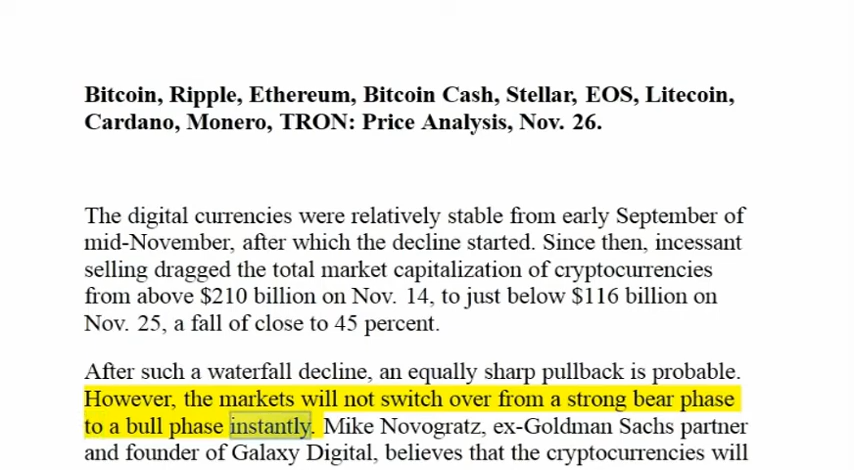 Bitcoin, Ripple, Ethereum, Bitcoin Cash, Stellar, EOS, Litecoin,
Cardano, Monero, TRON: Price Analysis, Nov. 26.
The digital currencies were relatively stable from early September of
mid-November, after which the decline started. Since then, incessant
selling dragged the total market capitalization of cryptocurrencies
from above $210 billion on Nov. 14, to just below $116 billion on
Nov. 25, a fall of close to 45 percent.
After such a waterfall decline, an equally sharp pullback is probable.
However, the markets will not switch over from a strong bear phase
to a bull phase instantly. Mike Novogratz, ex-Goldman Sachs partner
and founder of Galaxy Digital, believes that the cryptocurrencies will